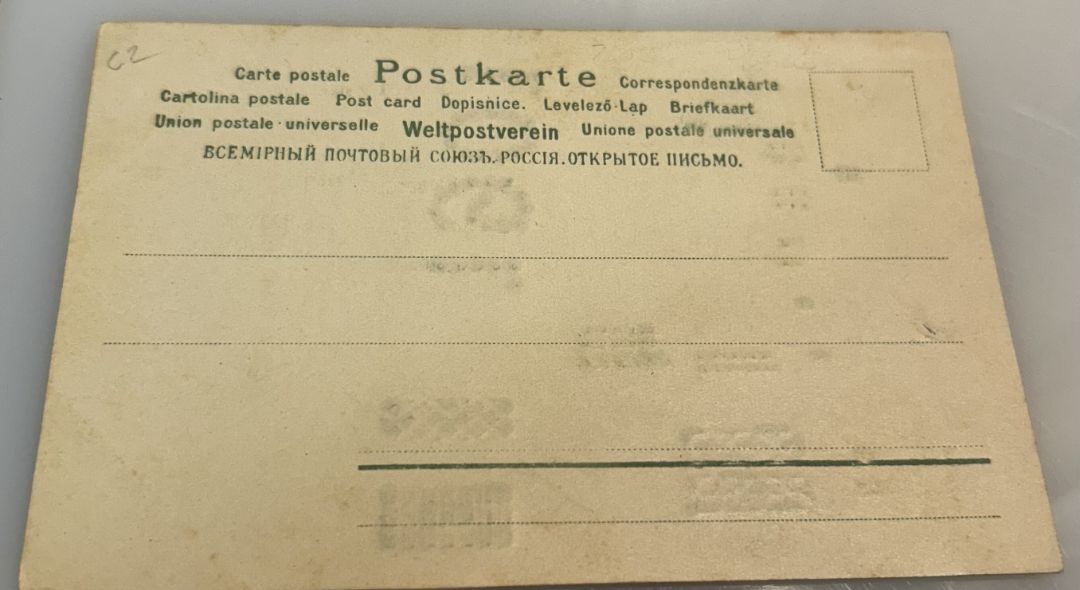 C2
Carte postale Postkarte Correspondenzkarte
Cartolina postale Post card Dopisnice. Levelező-Lap Briefkaart
Union postale universelle Weltpostverein Unione postale universale
ВСЕМІРНЫЙ ПОЧТОВЫЙ СОЮЗЪ. РОССІЯ. ОТКРЫТОЕ ПИСЬМО.